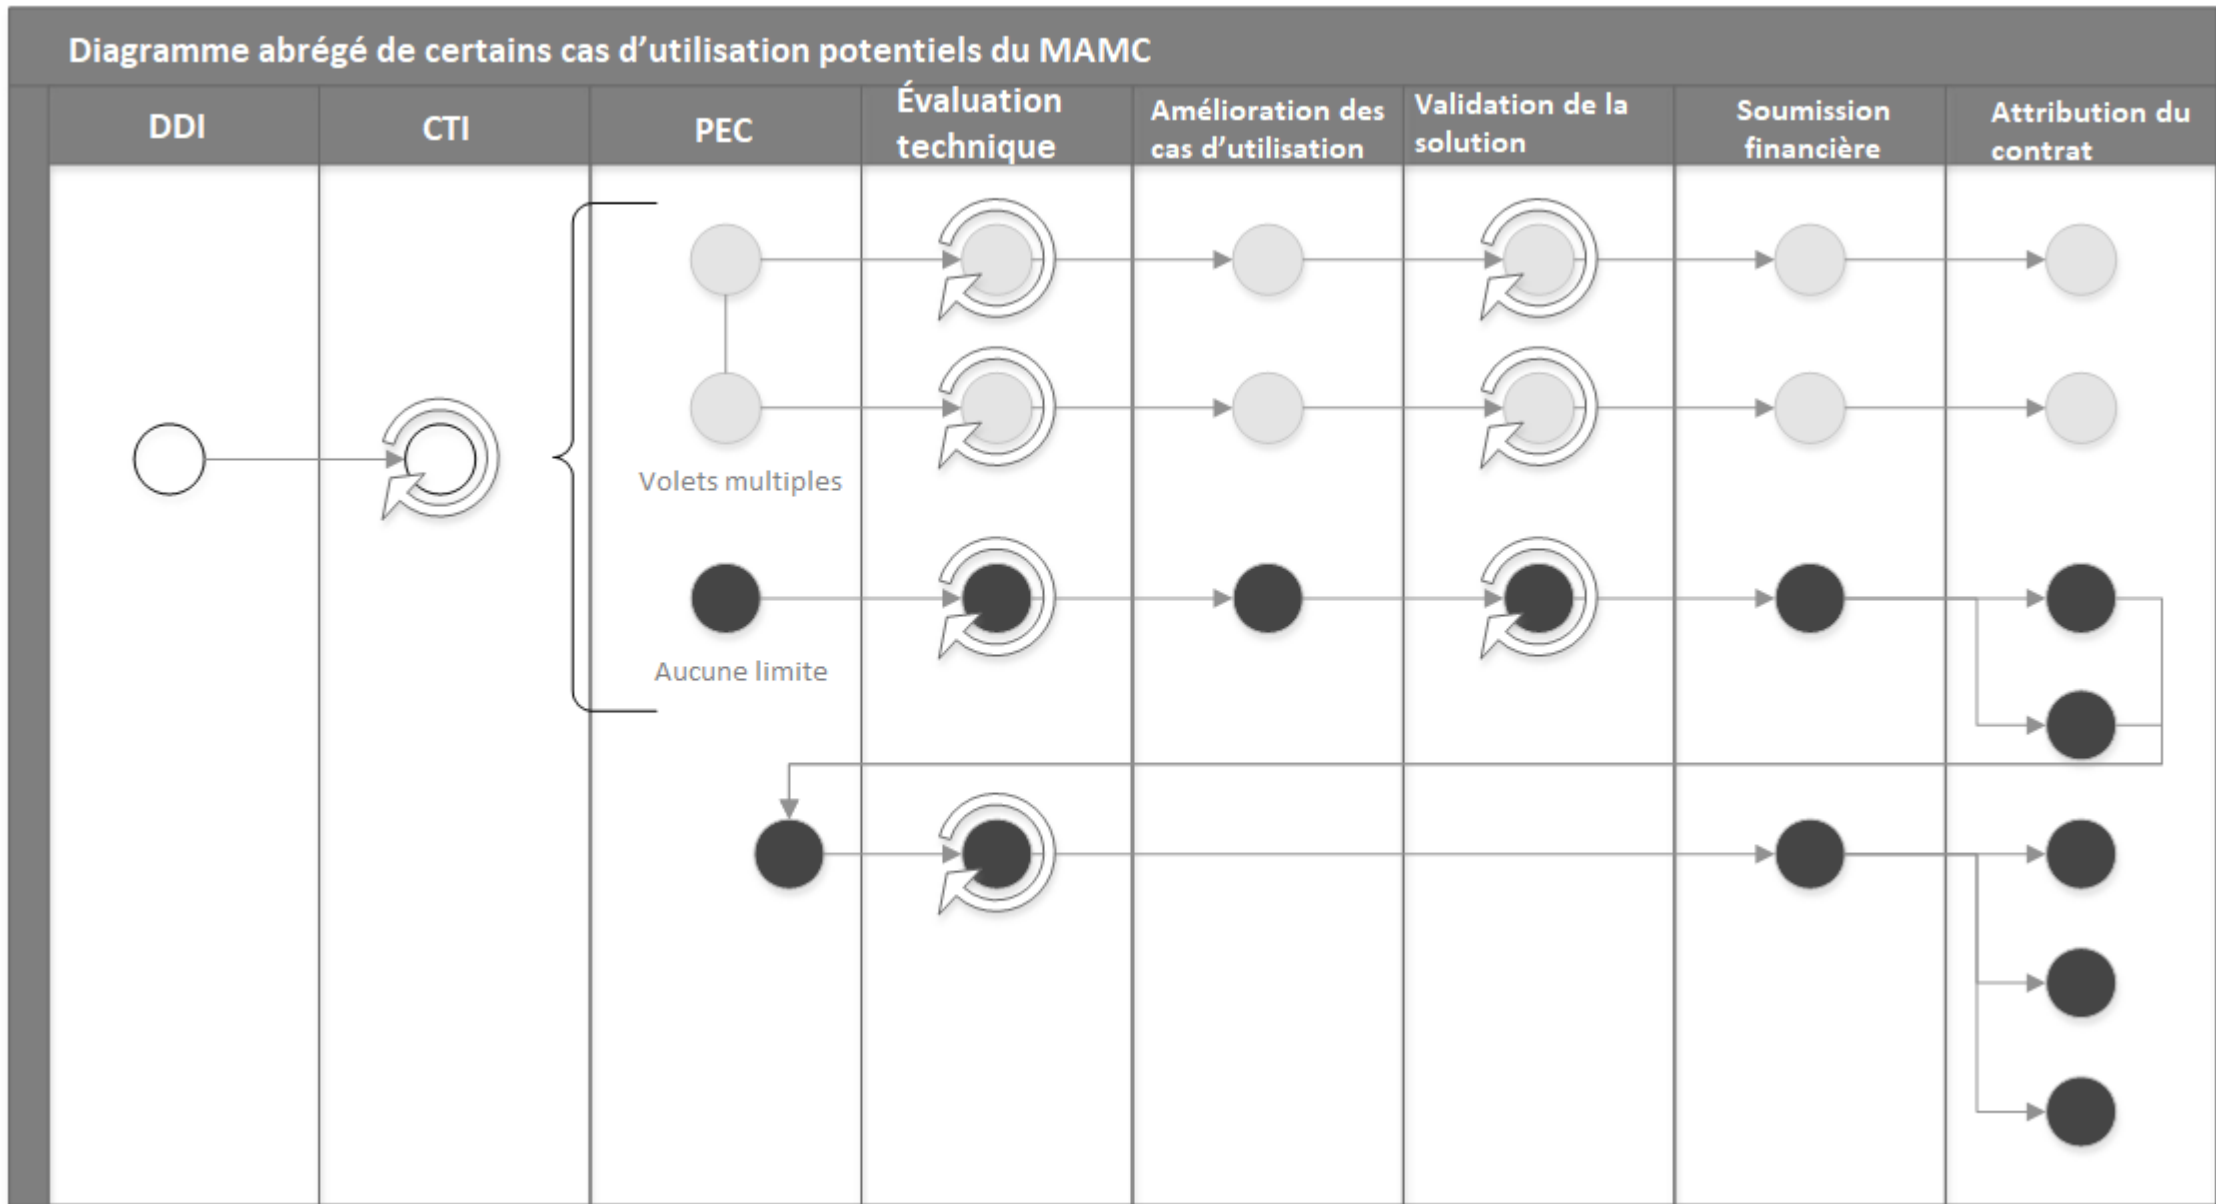 Diagramme abrégé de certains cas d'utilisation potentiels du MAMC
DDI
CTI
PEC
Évaluation
technique
Amélioration des
cas d'utilisation
Validation de la
solution
Soumission
financière
Attribution du
contrat
Volets multiples
Aucune limite